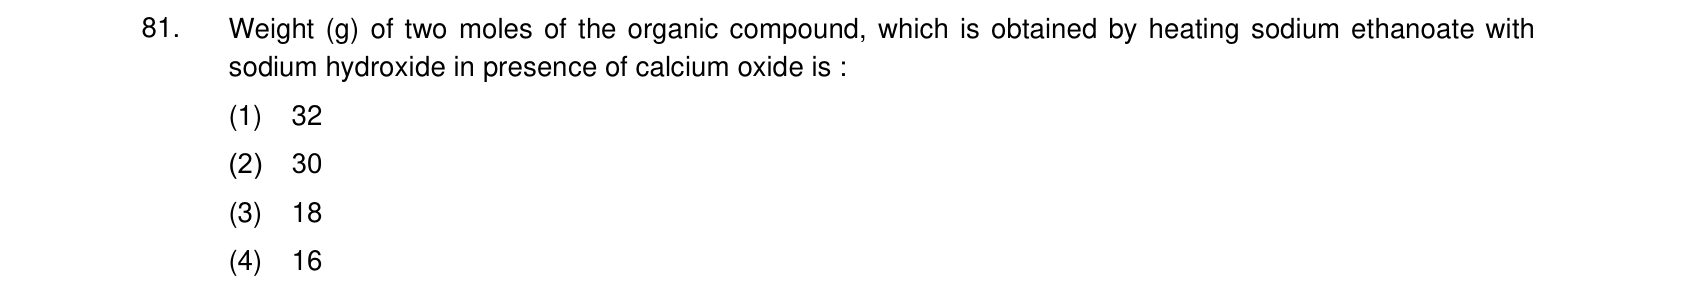 81. Weight (g) of two moles of the organic compound, which is obtained by heating sodium ethanoate with
sodium hydroxide in presence of calcium oxide is :
(1) 32
(2) 30
(3) 18
(4) 16